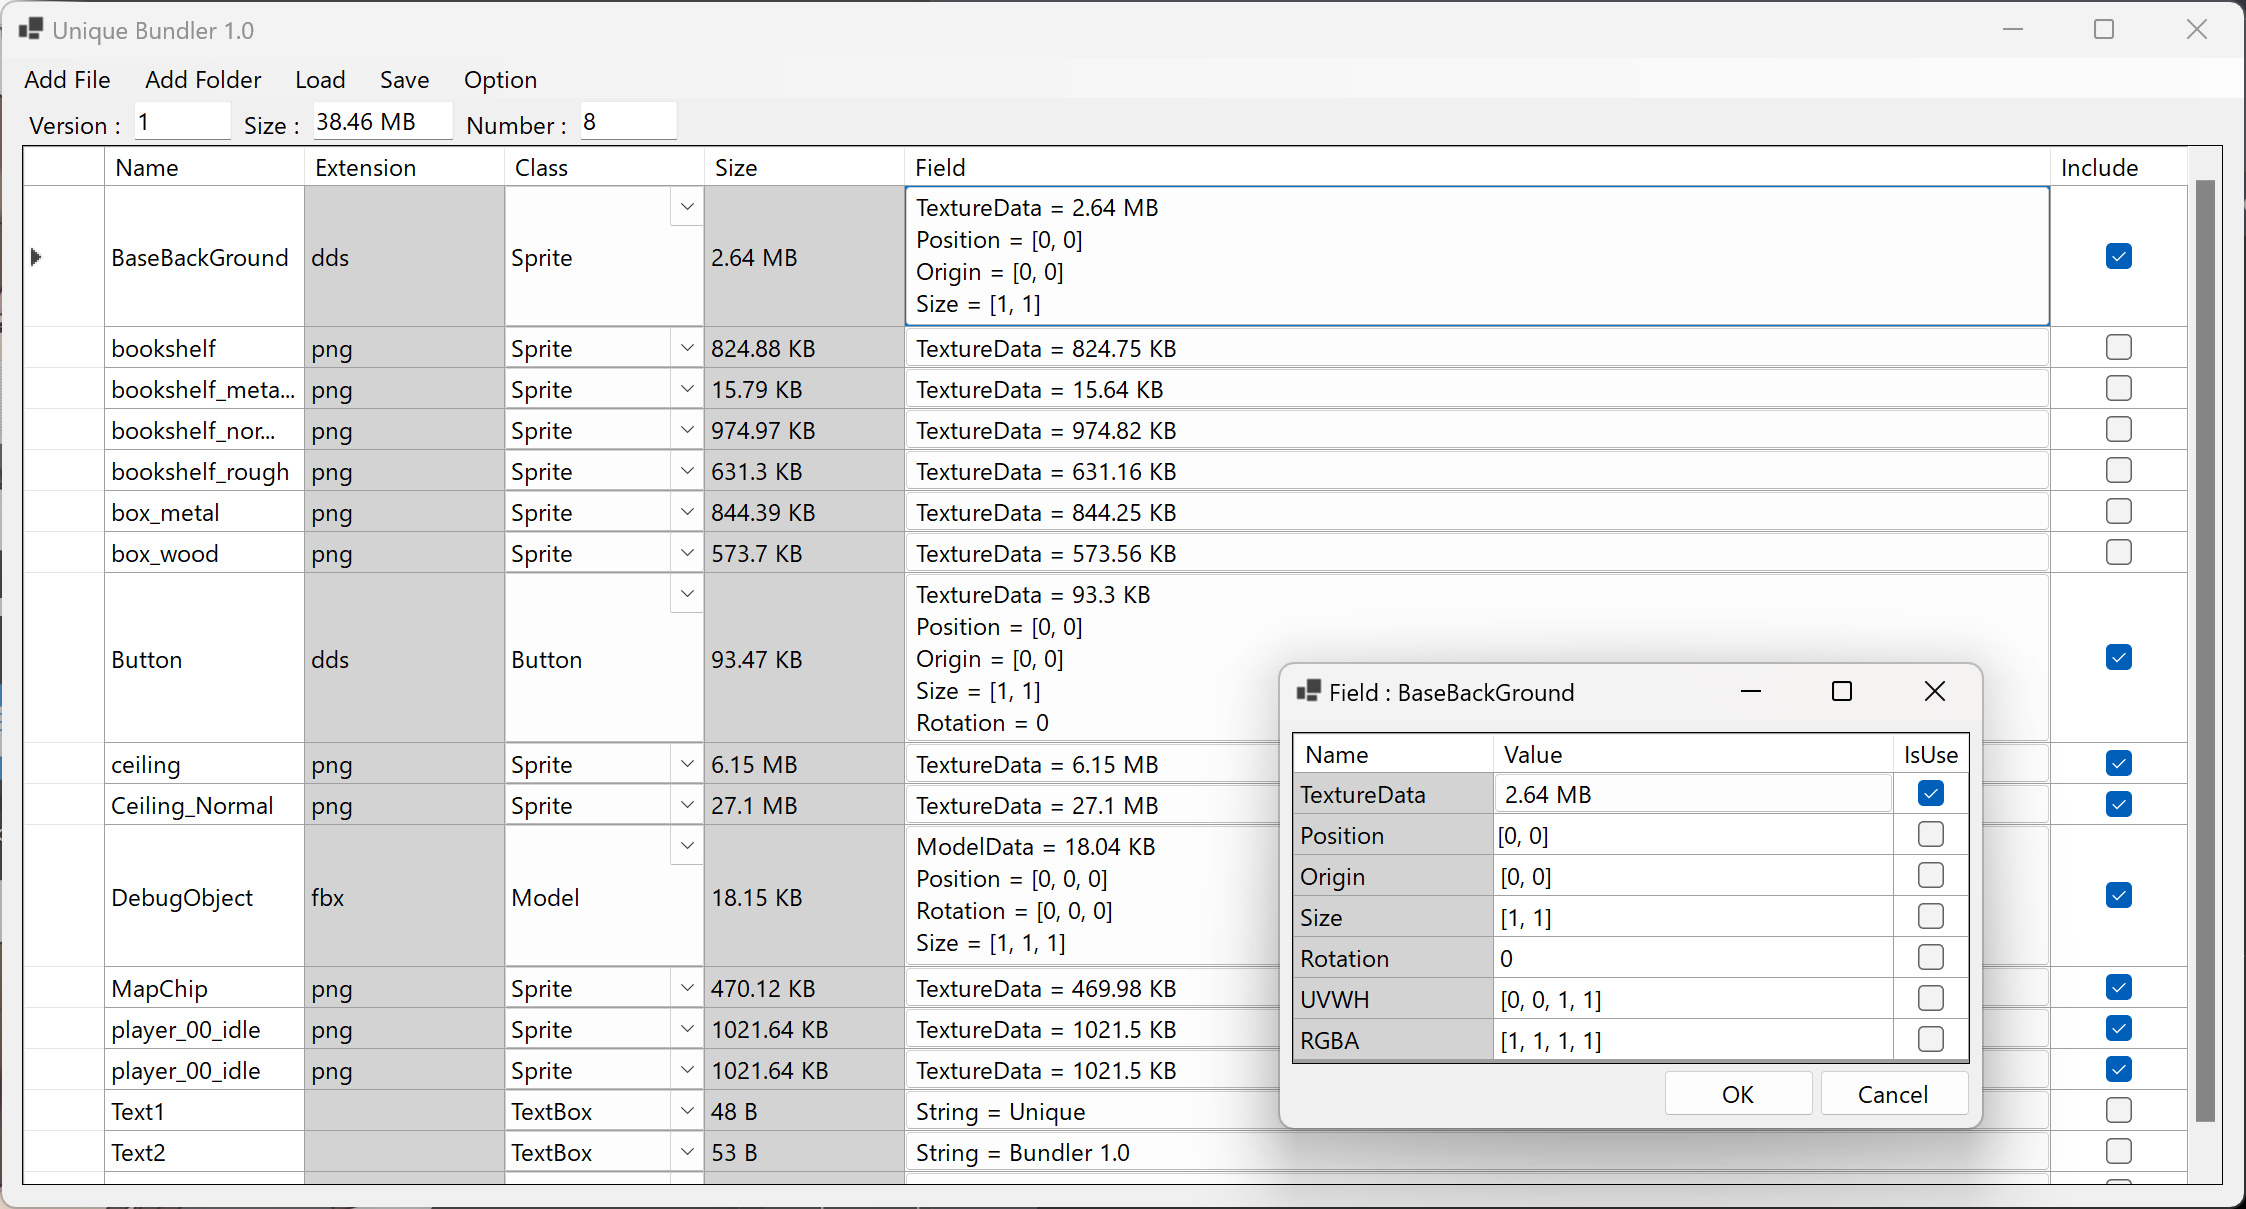 Unique Bundler 1.0
Add File Add Folder Load Save Option
Version : 1 Size : 38.46 MB Number : 8
Name Extension Class Size Field Include
BaseBackGround dds Sprite 2.64 MB
TextureData = 2.64 MB
Position = [0, 0]
Origin = [0, 0]
Size = [1, 1]
bookshelf png Sprite 824.88 KB TextureData = 824.75 KB
bookshelf_meta... png Sprite 15.79 KB TextureData = 15.64 KB
bookshelf_nor... png Sprite 974.97 KB TextureData = 974.82 KB
bookshelf_rough png Sprite 631.3 KB TextureData = 631.16 KB
box_metal png Sprite 844.39 KB TextureData = 844.25 KB
box_wood png Sprite 573.7 KB TextureData = 573.56 KB
Button dds Button 93.47 KB
TextureData = 93.3 KB
Position = [0, 0]
Origin = [0, 0]
Size = [1, 1]
Rotation = 0
ceiling png Sprite 6.15 MB TextureData = 6.15 MB
Ceiling_Normal png Sprite 27.1 MB TextureData = 27.1 MB
DebugObject fbx Model 18.15 KB
ModelData = 18.04 KB
Position = [0, 0, 0]
Rotation = [0, 0, 0]
Size = [1, 1, 1]
MapChip png Sprite 470.12 KB TextureData = 469.98 KB
player_00_idle png Sprite 1021.64 KB TextureData = 1021.5 KB
player_00_idle png Sprite 1021.64 KB TextureData = 1021.5 KB
Text1 TextBox 48 B String = Unique
Text2 TextBox 53 B String = Bundler 1.0
Field : BaseBackGround
Name Value IsUse
TextureData 2.64 MB
Position [0, 0]
Origin [0, 0]
Size [1, 1]
Rotation 0
UVWH [0, 0, 1, 1]
RGBA [1, 1, 1, 1]
OK Cancel